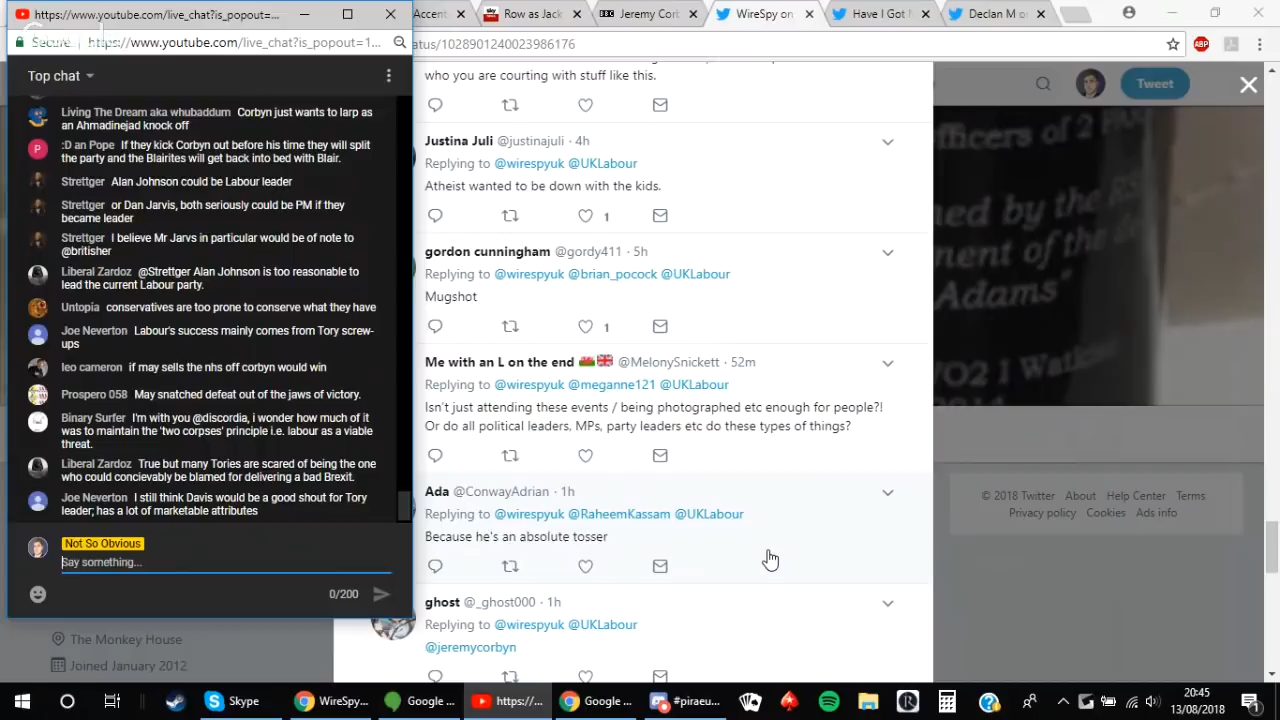 https://www.youtube.com/live_chat?is_popout=...
Accent
Row as Jack
Jeremy Cort
WireSpy on
Have I Got
Declan M
Secure
https://www.youtube.com/live_chat?is_popout=1...
tatus/1028901240023986176
ABP
Top chat
Living The Dream aka whubaddum Corbyn just wants to larp as
an Ahmadinejad knock off
:D an Pope If they kick Corbyn out before his time they will split
the party and the Blairites will get back into bed with Blair.
Strettger Alan Johnson could be Labour leader
Strettger or Dan Jarvis, both seriously could be PM if they
became leader
Strettger I believe Mr Jarvs in particular would be of note to
@britisher
Liberal Zardoz @Strettger Alan Johnson is too reasonable to
lead the current Labour party.
Untopia conservatives are too prone to conserve what they have
Joe Neverton Labour's success mainly comes from Tory screw-
ups
leo cameron if may sells the nhs off corbyn would win
Prospero 058 May snatched defeat out of the jaws of victory.
Binary Surfer I'm with you @discordia, i wonder how much of it
was to maintain the 'two corpses' principle i.e. labour as a viable
threat.
Liberal Zardoz True but many Tories are scared of being the one
who could concievably be blamed for delivering a bad Brexit.
Joe Neverton I still think Davis would be a good shout for Tory
leader; has a lot of marketable attributes
Not So Obvious
Say something...
0/200
The Monkey House
Joined January 2012
who you are courting with stuff like this.
Justina Juli @justinajuli · 4h
Replying to @wirespyuk @UKLabour
Atheist wanted to be down with the kids.
1
gordon cunningham @gordy411 · 5h
Replying to @wirespyuk @brian_pocock @UKLabour
Mugshot
1
Me with an L on the end @MelonySnickett · 52m
Replying to @wirespyuk @meganne121 @UKLabour
Isn't just attending these events / being photographed etc enough for people?!
Or do all political leaders, MPs, party leaders etc do these types of things?
Ada @ConwayAdrian · 1h
Replying to @wirespyuk @RaheemKassam @UKLabour
Because he's an absolute tosser
ghost @_ghost000 · 1h
Replying to @wirespyuk @UKLabour
@jeremycorbyn
Tweet
fficers of 2 PA
ned by the R
ment of the
Adams"
/O2 1 Wat
2014
© 2018 Twitter About Help Center Terms
Privacy policy Cookies Ads info
Skype
WireSp...
Google ...
https://...
Google ...
#piraeu...
20:45
13/08/2018